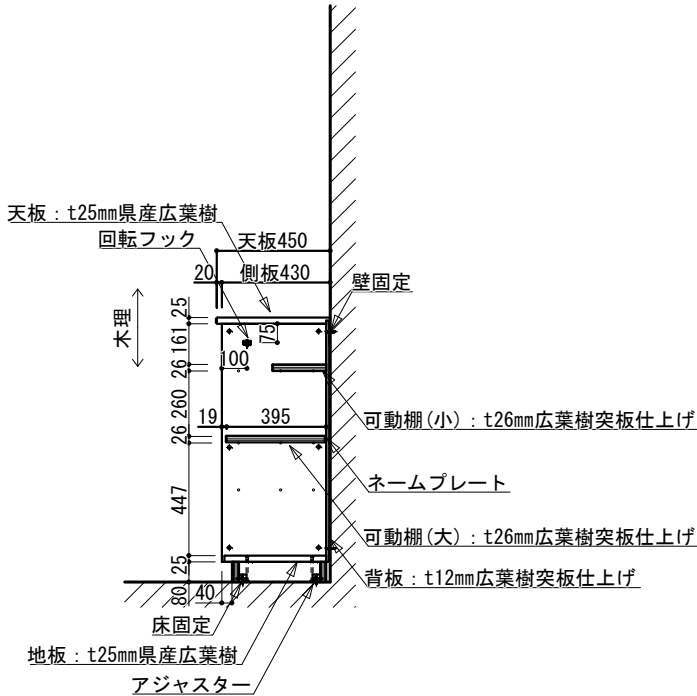 天板：t25mm県産広葉樹
天板450
回転フック
20
側板430
壁固定
木理
25
161
26
260
26
447
25
80
75
100
19
395
可動棚(小)：t26mm広葉樹突板仕上げ
ネームプレート
可動棚(大)：t26mm広葉樹突板仕上げ
背板：t12mm広葉樹突板仕上げ
40
床固定
地板：t25mm県産広葉樹
アジャスター